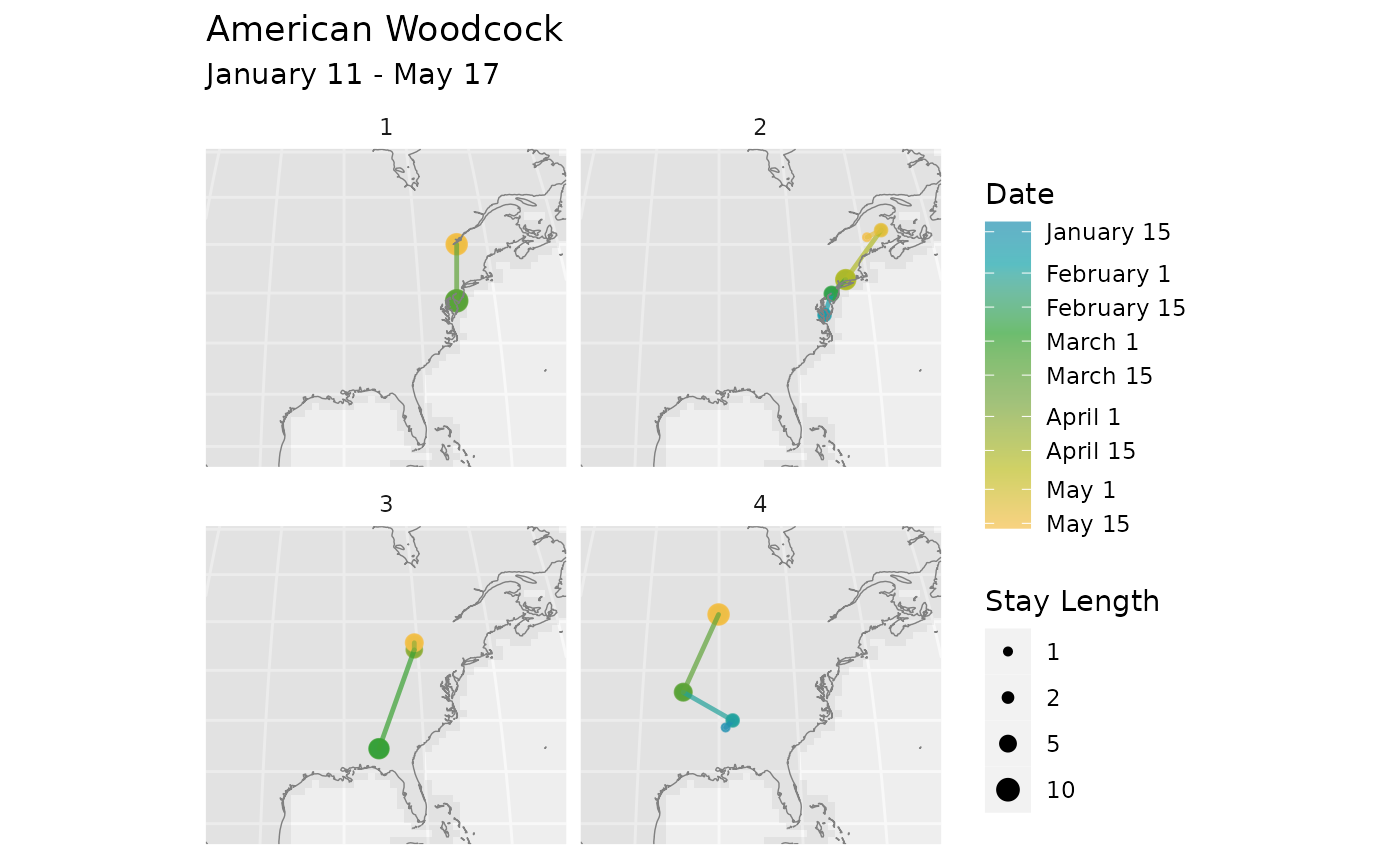 American Woodcock
January 11 - May 17
1
2
3
4
Date
January 15
February 1
February 15
March 1
March 15
April 1
April 15
May 1
May 15
Stay Length
1
2
5
10